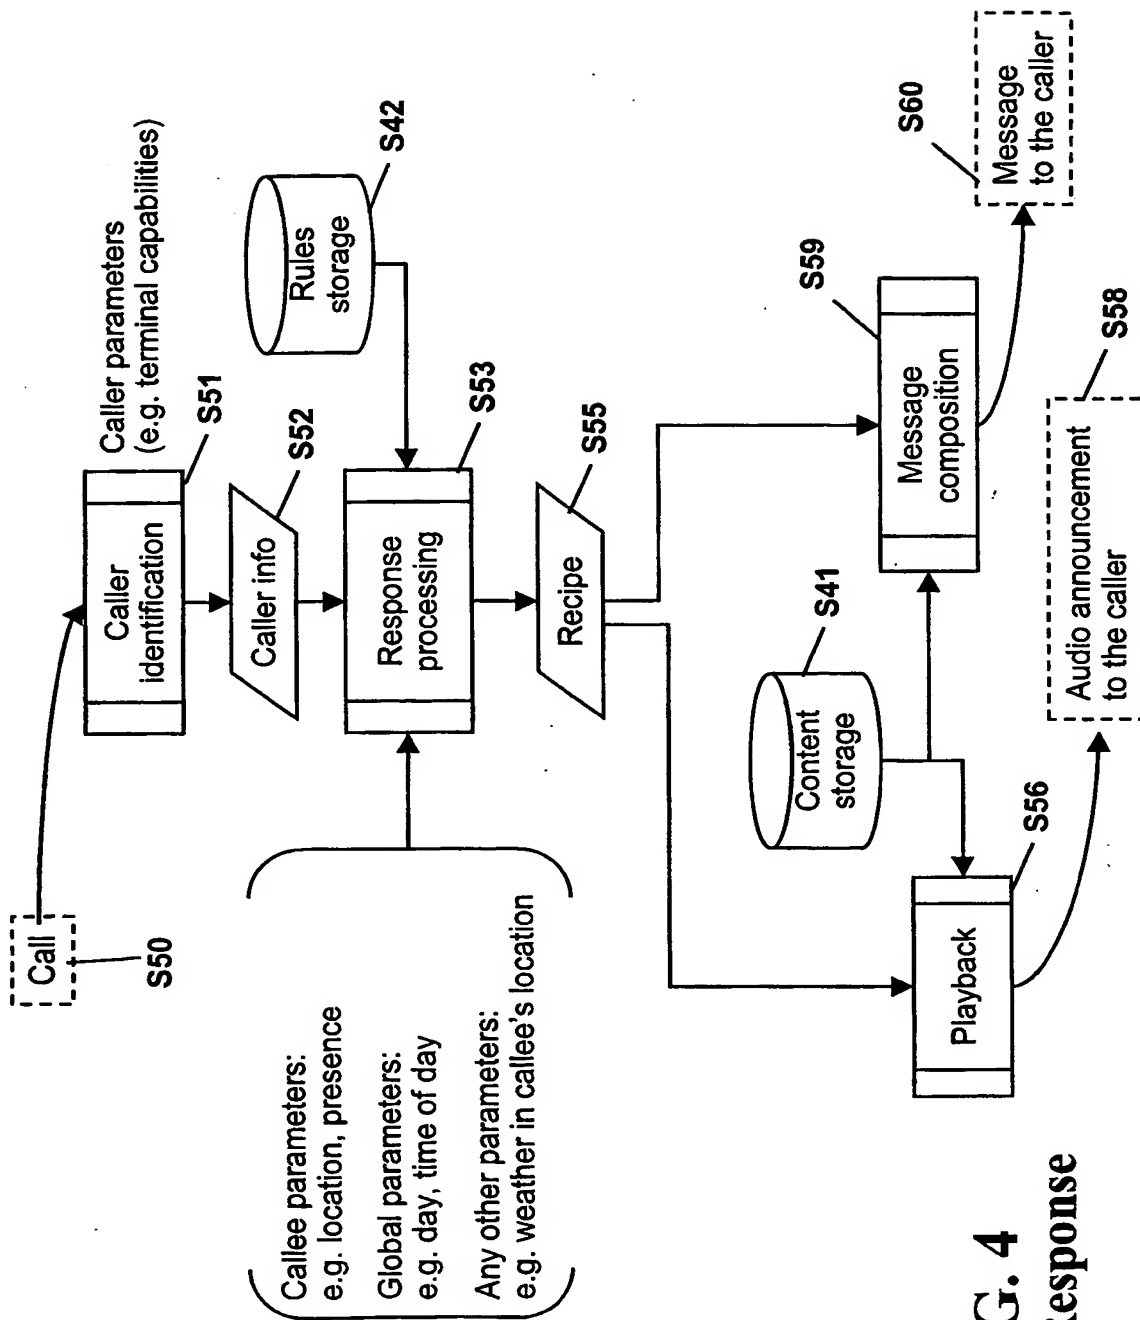 Call
S50
Caller
identification
Caller parameters
(e.g. terminal capabilities)
S51
Caller info
S52
Rules
storage
S42
Callee parameters:
e.g. location, presence
Global parameters:
e.g. day, time of day
Any other parameters:
e.g. weather in callee's location
Response
processing
S53
Recipe
S55
Content
storage
S41
Playback
S56
Message
composition
S59
Audio announcement
to the caller
S58
Message
to the caller
S60
G. 4
esponse